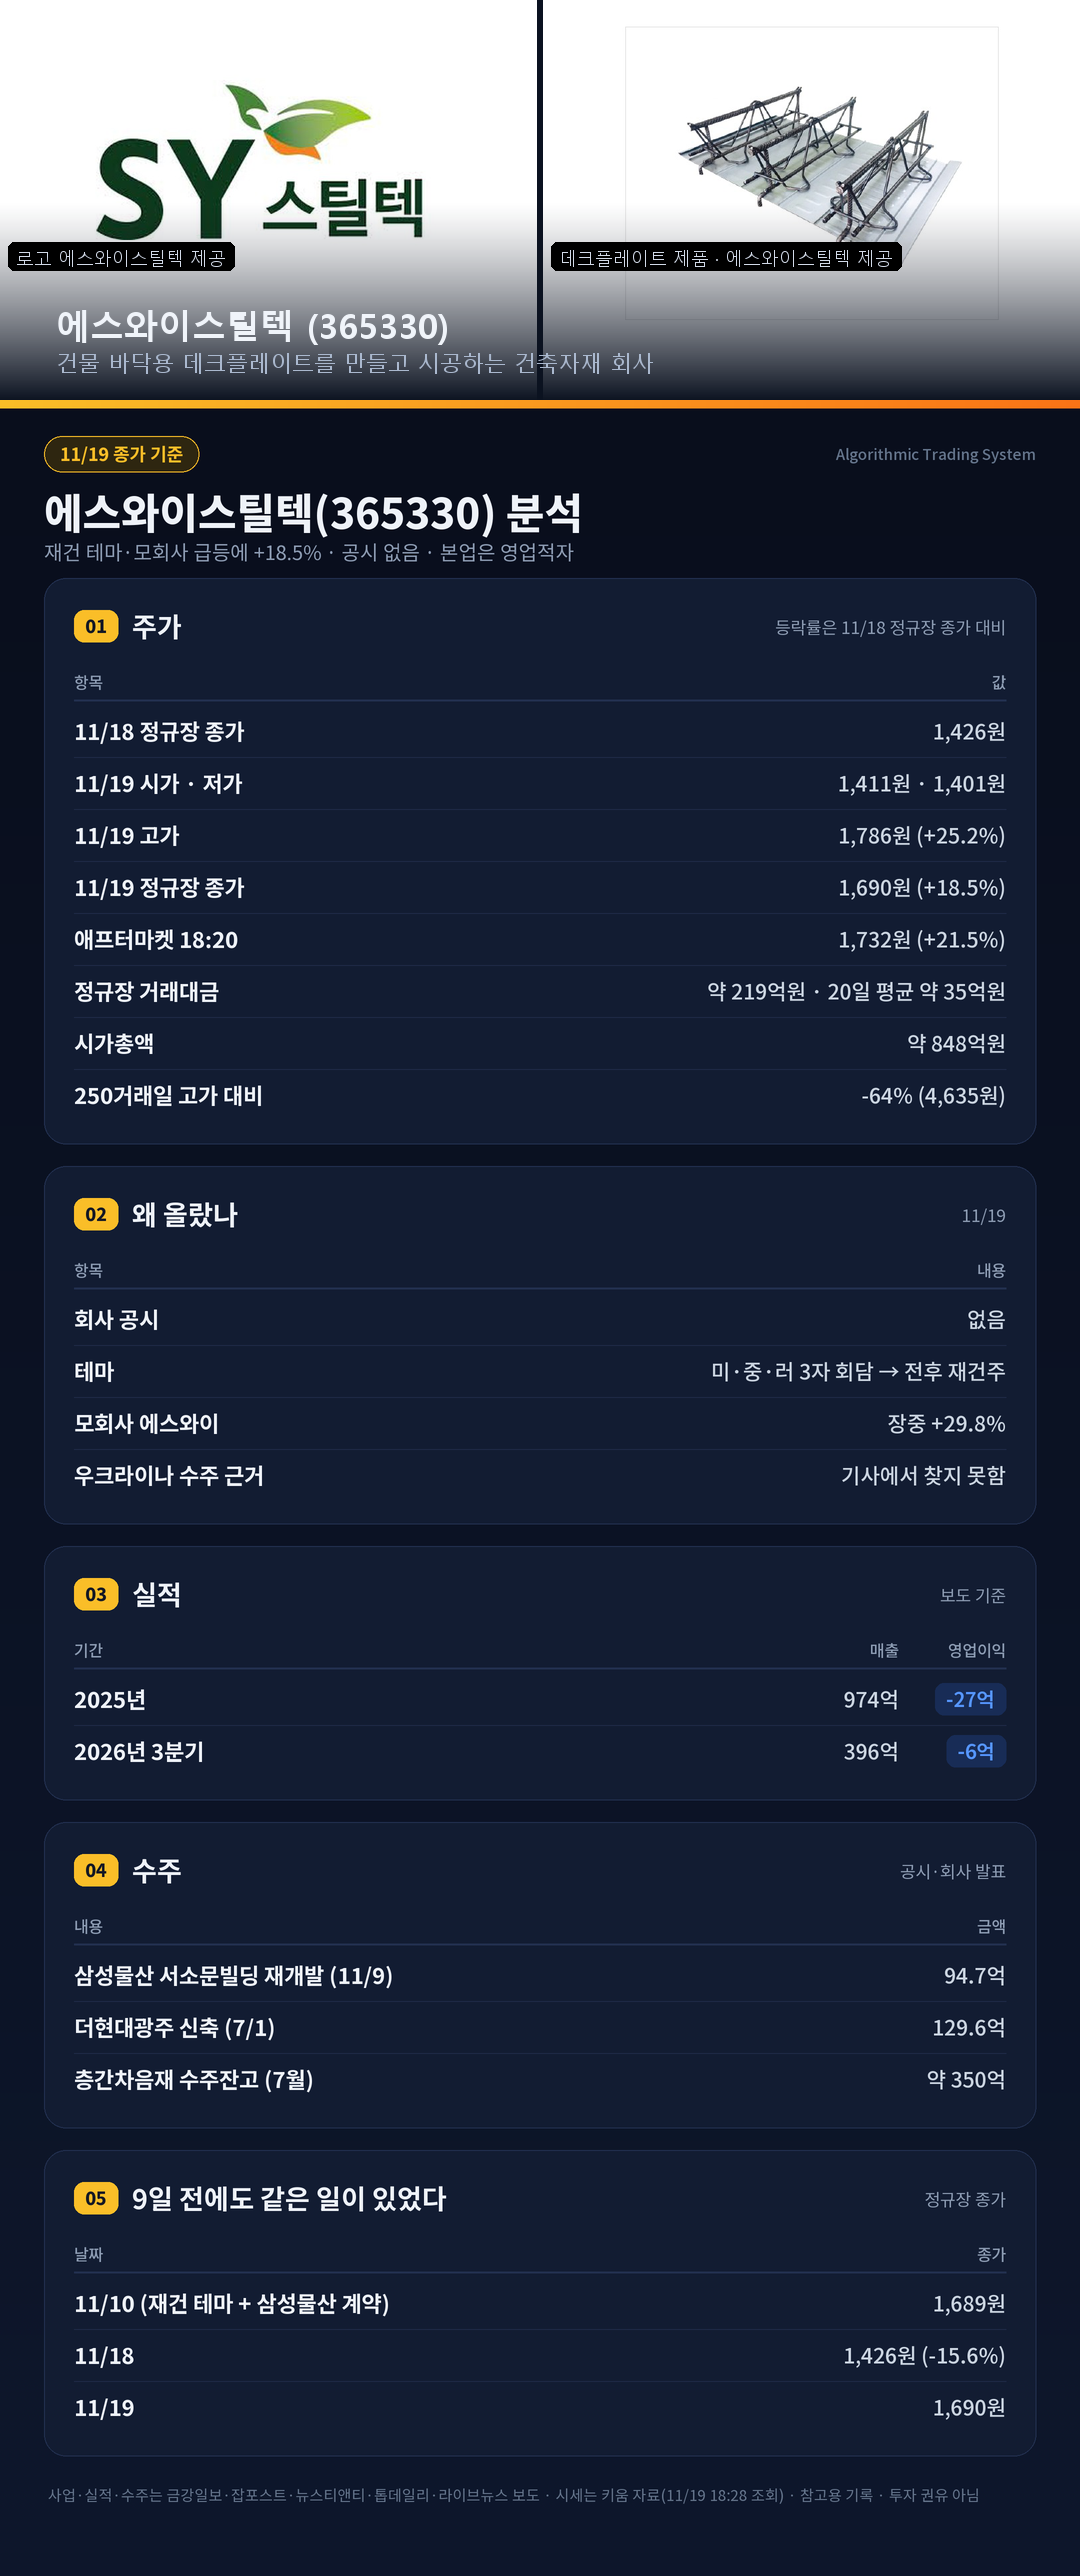 SY 스틸텍
로고 에스와이스틸텍 제공
데크플레이트 제품 · 에스와이스틸텍 제공
에스와이스틸텍 (365330)
건물 바닥용 데크플레이트를 만들고 시공하는 건축자재 회사
11/19 종가 기준
Algorithmic Trading System
에스와이스틸텍(365330) 분석
재건 테마·모회사 급등에 +18.5% · 공시 없음 · 본업은 영업적자
01 주가 등락률은 11/18 정규장 종가 대비
항목 값
11/18 정규장 종가 1,426원
11/19 시가 · 저가 1,411원 · 1,401원
11/19 고가 1,786원 (+25.2%)
11/19 정규장 종가 1,690원 (+18.5%)
애프터마켓 18:20 1,732원 (+21.5%)
정규장 거래대금 약 219억원 · 20일 평균 약 35억원
시가총액 약 848억원
250거래일 고가 대비 -64% (4,635원)
02 왜 올랐나 11/19
항목 내용
회사 공시 없음
테마 미·중·러 3자 회담 → 전후 재건주
모회사 에스와이 장중 +29.8%
우크라이나 수주 근거 기사에서 찾지 못함
03 실적 보도 기준
기간 매출 영업이익
2025년 974억 -27억
2026년 3분기 396억 -6억
04 수주 공시·회사 발표
내용 금액
삼성물산 서소문빌딩 재개발 (11/9) 94.7억
더현대광주 신축 (7/1) 129.6억
층간차음재 수주잔고 (7월) 약 350억
05 9일 전에도 같은 일이 있었다 정규장 종가
날짜 종가
11/10 (재건 테마 + 삼성물산 계약) 1,689원
11/18 1,426원 (-15.6%)
11/19 1,690원
사업·실적·수주는 금강일보·잡포스트·뉴스티앤티·톱데일리·라이브뉴스 보도 · 시세는 키움 자료(11/19 18:28 조회) · 참고용 기록 · 투자 권유 아님